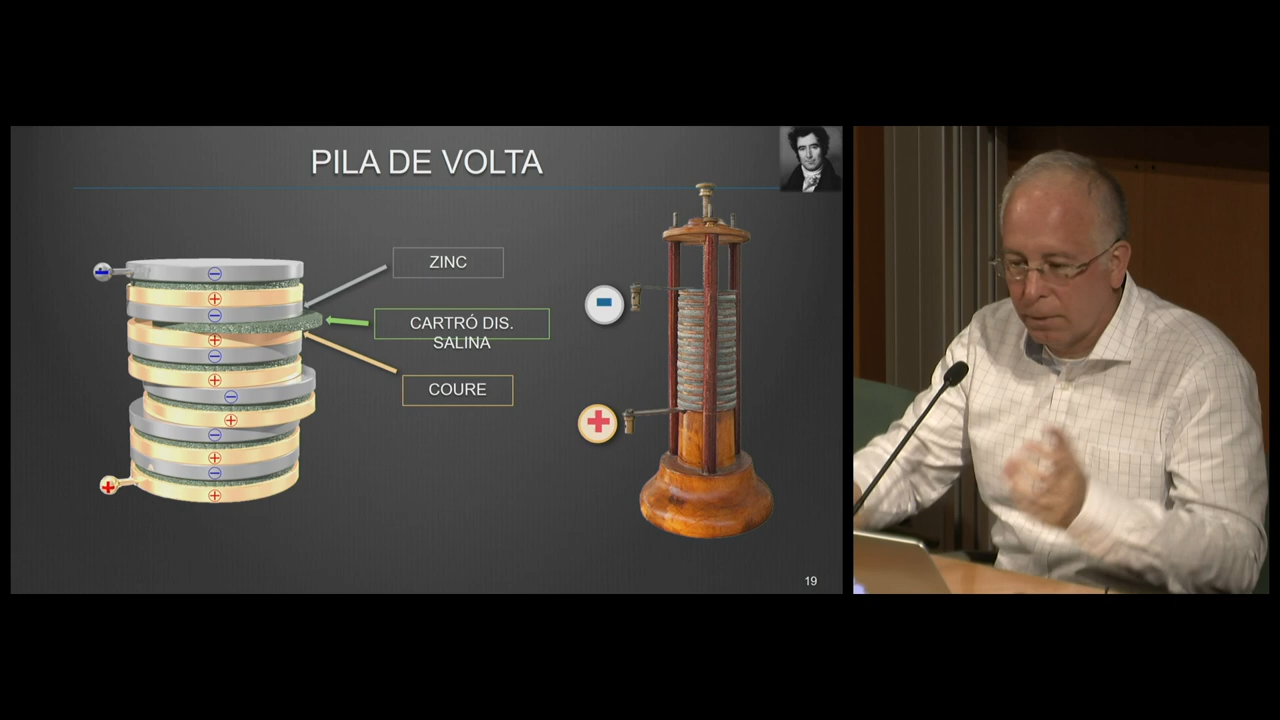 PILA DE VOLTA
ZINC
CARTRÓ DIS.
SALINA
COURE
19